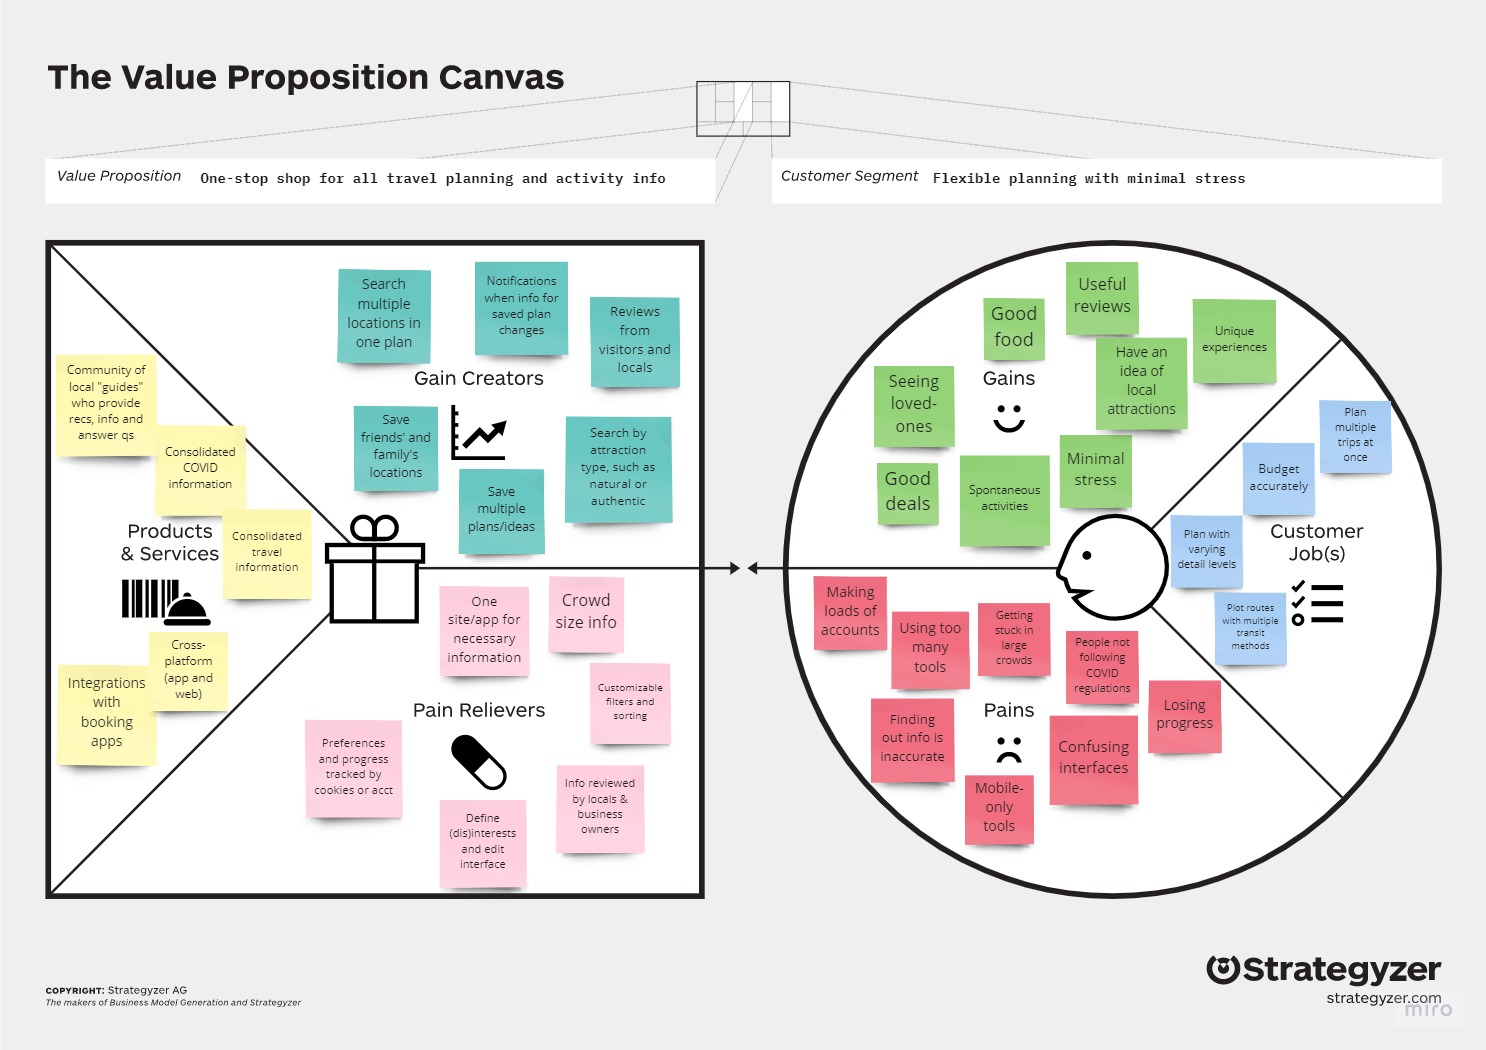 The Value Proposition Canvas
Value Proposition
One-stop shop for all travel planning and activity info
Customer Segment
Flexible planning with minimal stress
Search
multiple
locations in
one plan
Notifications
when info for
saved plan
changes
Reviews
from
visitors and
locals
Gain Creators
Save
friends' and
family's
locations
Search by
attraction
type, such as
natural or
authentic
Save
multiple
plans/ideas
Community of
local "guides"
who provide
recs, info and
answer qs
Consolidated
COVID
information
Consolidated
travel
information
Products
& Services
Cross-
platform
(app and
web)
Integrations
with
booking
apps
One
site/app for
necessary
information
Crowd
size info
Customizable
filters and
sorting
Pain Relievers
Preferences
and progress
tracked by
cookies or acct
Info reviewed
by locals &
business
owners
Define
(dis)interests
and edit
interface
Useful
reviews
Good
food
Unique
experiences
Have an
idea of
local
attractions
Gains
Seeing
loved-
ones
Minimal
stress
Good
deals
Spontaneous
activities
Plan
multiple
trips at
once
Budget
accurately
Plan with
varying
detail levels
Customer
Job(s)
Plot routes
with multiple
transit
methods
Making
loads of
accounts
Using too
many
tools
Getting
stuck in
large
crowds
People not
following
COVID
regulations
Losing
progress
Pains
Finding
out info is
inaccurate
Confusing
interfaces
Mobile-
only
tools
COPYRIGHT: Strategyzer AG
The makers of Business Model Generation and Strategyzer
Strategyzer
strategyzer.com
miro